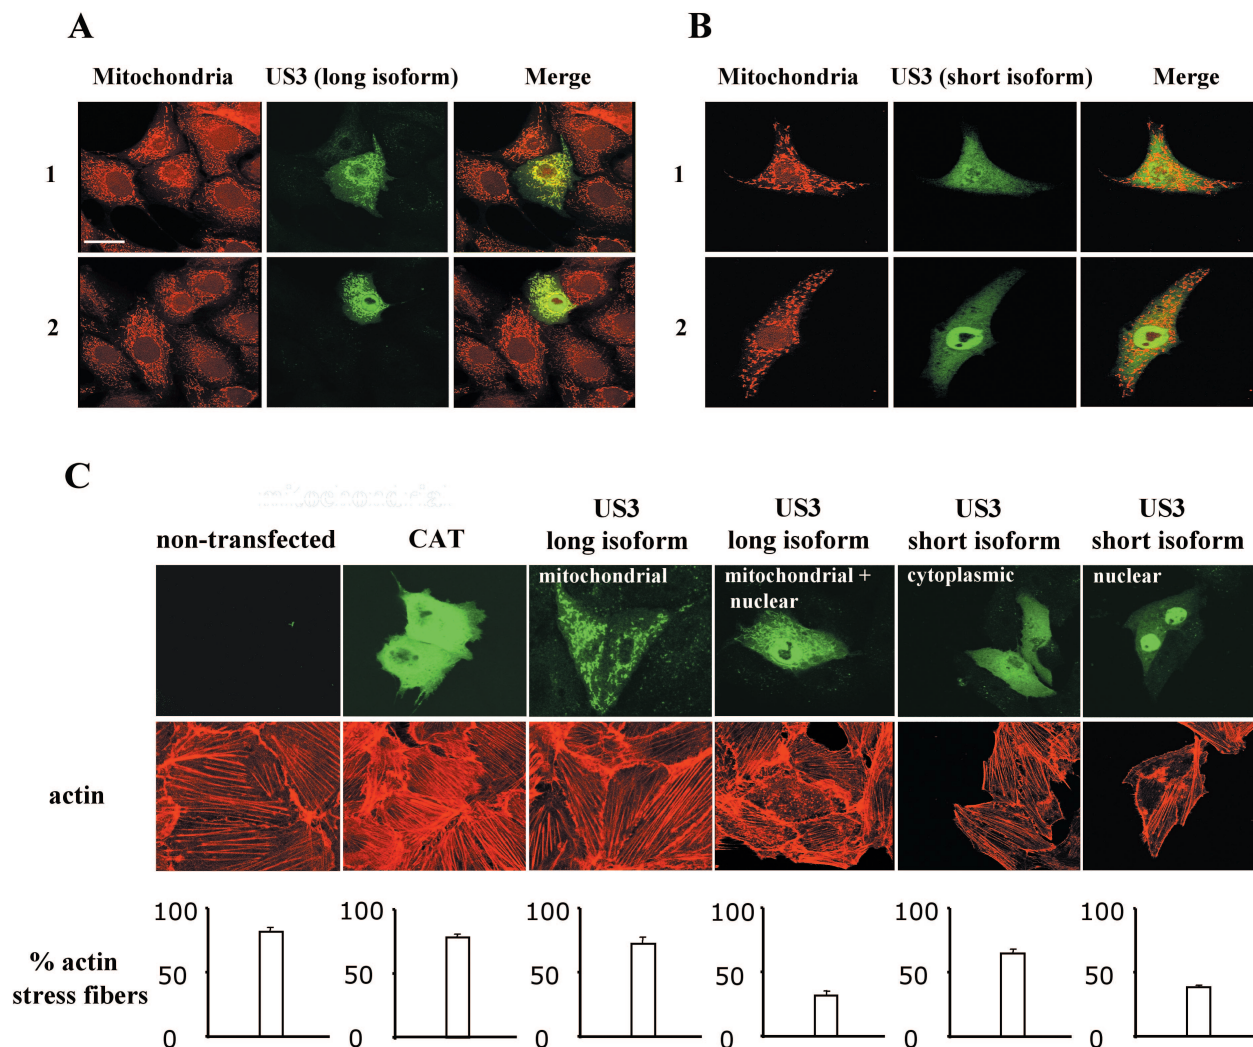 A
B
Mitochondria US3 (long isoform) Merge
Mitochondria US3 (short isoform) Merge
1
1
2
2
C
mitochondrial
non-transfected
CAT
US3
long isoform
US3
long isoform
US3
short isoform
US3
short isoform
mitochondrial
mitochondrial +
nuclear
cytoplasmic
nuclear
actin
% actin
stress fibers
100
50
0
100
50
0
100
50
0
100
50
0
100
50
0
100
50
0